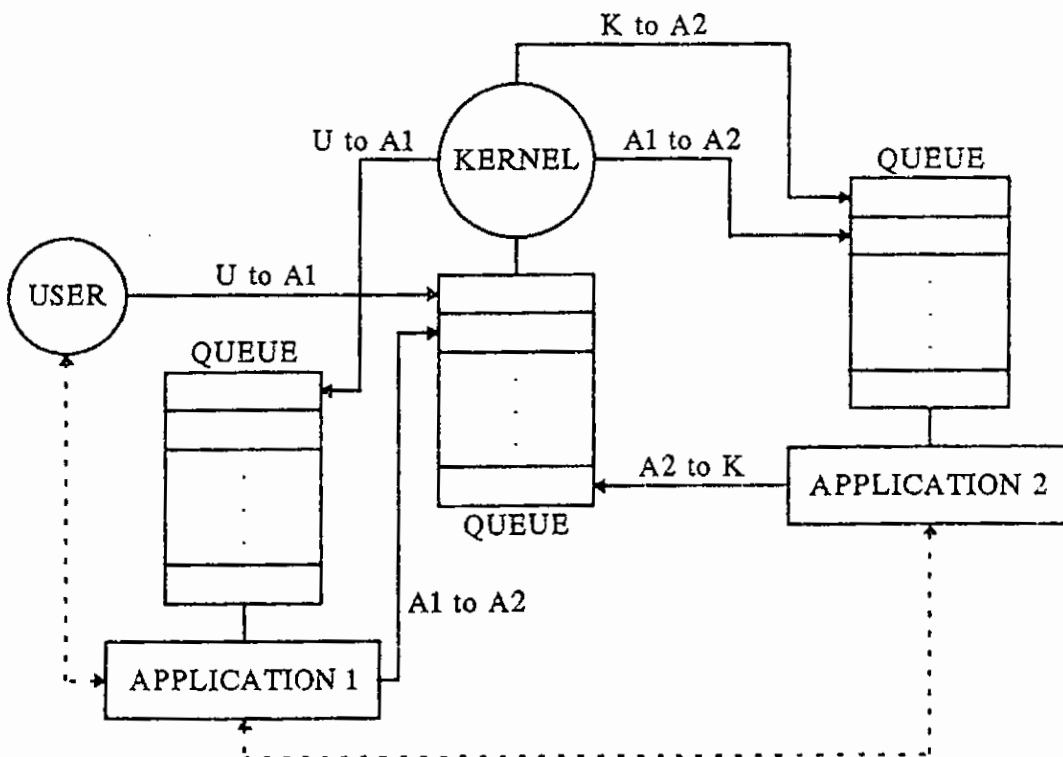 K to A2
U to A1
KERNEL
A1 to A2
QUEUE
USER
U to A1
QUEUE
A2 to K
APPLICATION 2
QUEUE
A1 to A2
APPLICATION 1